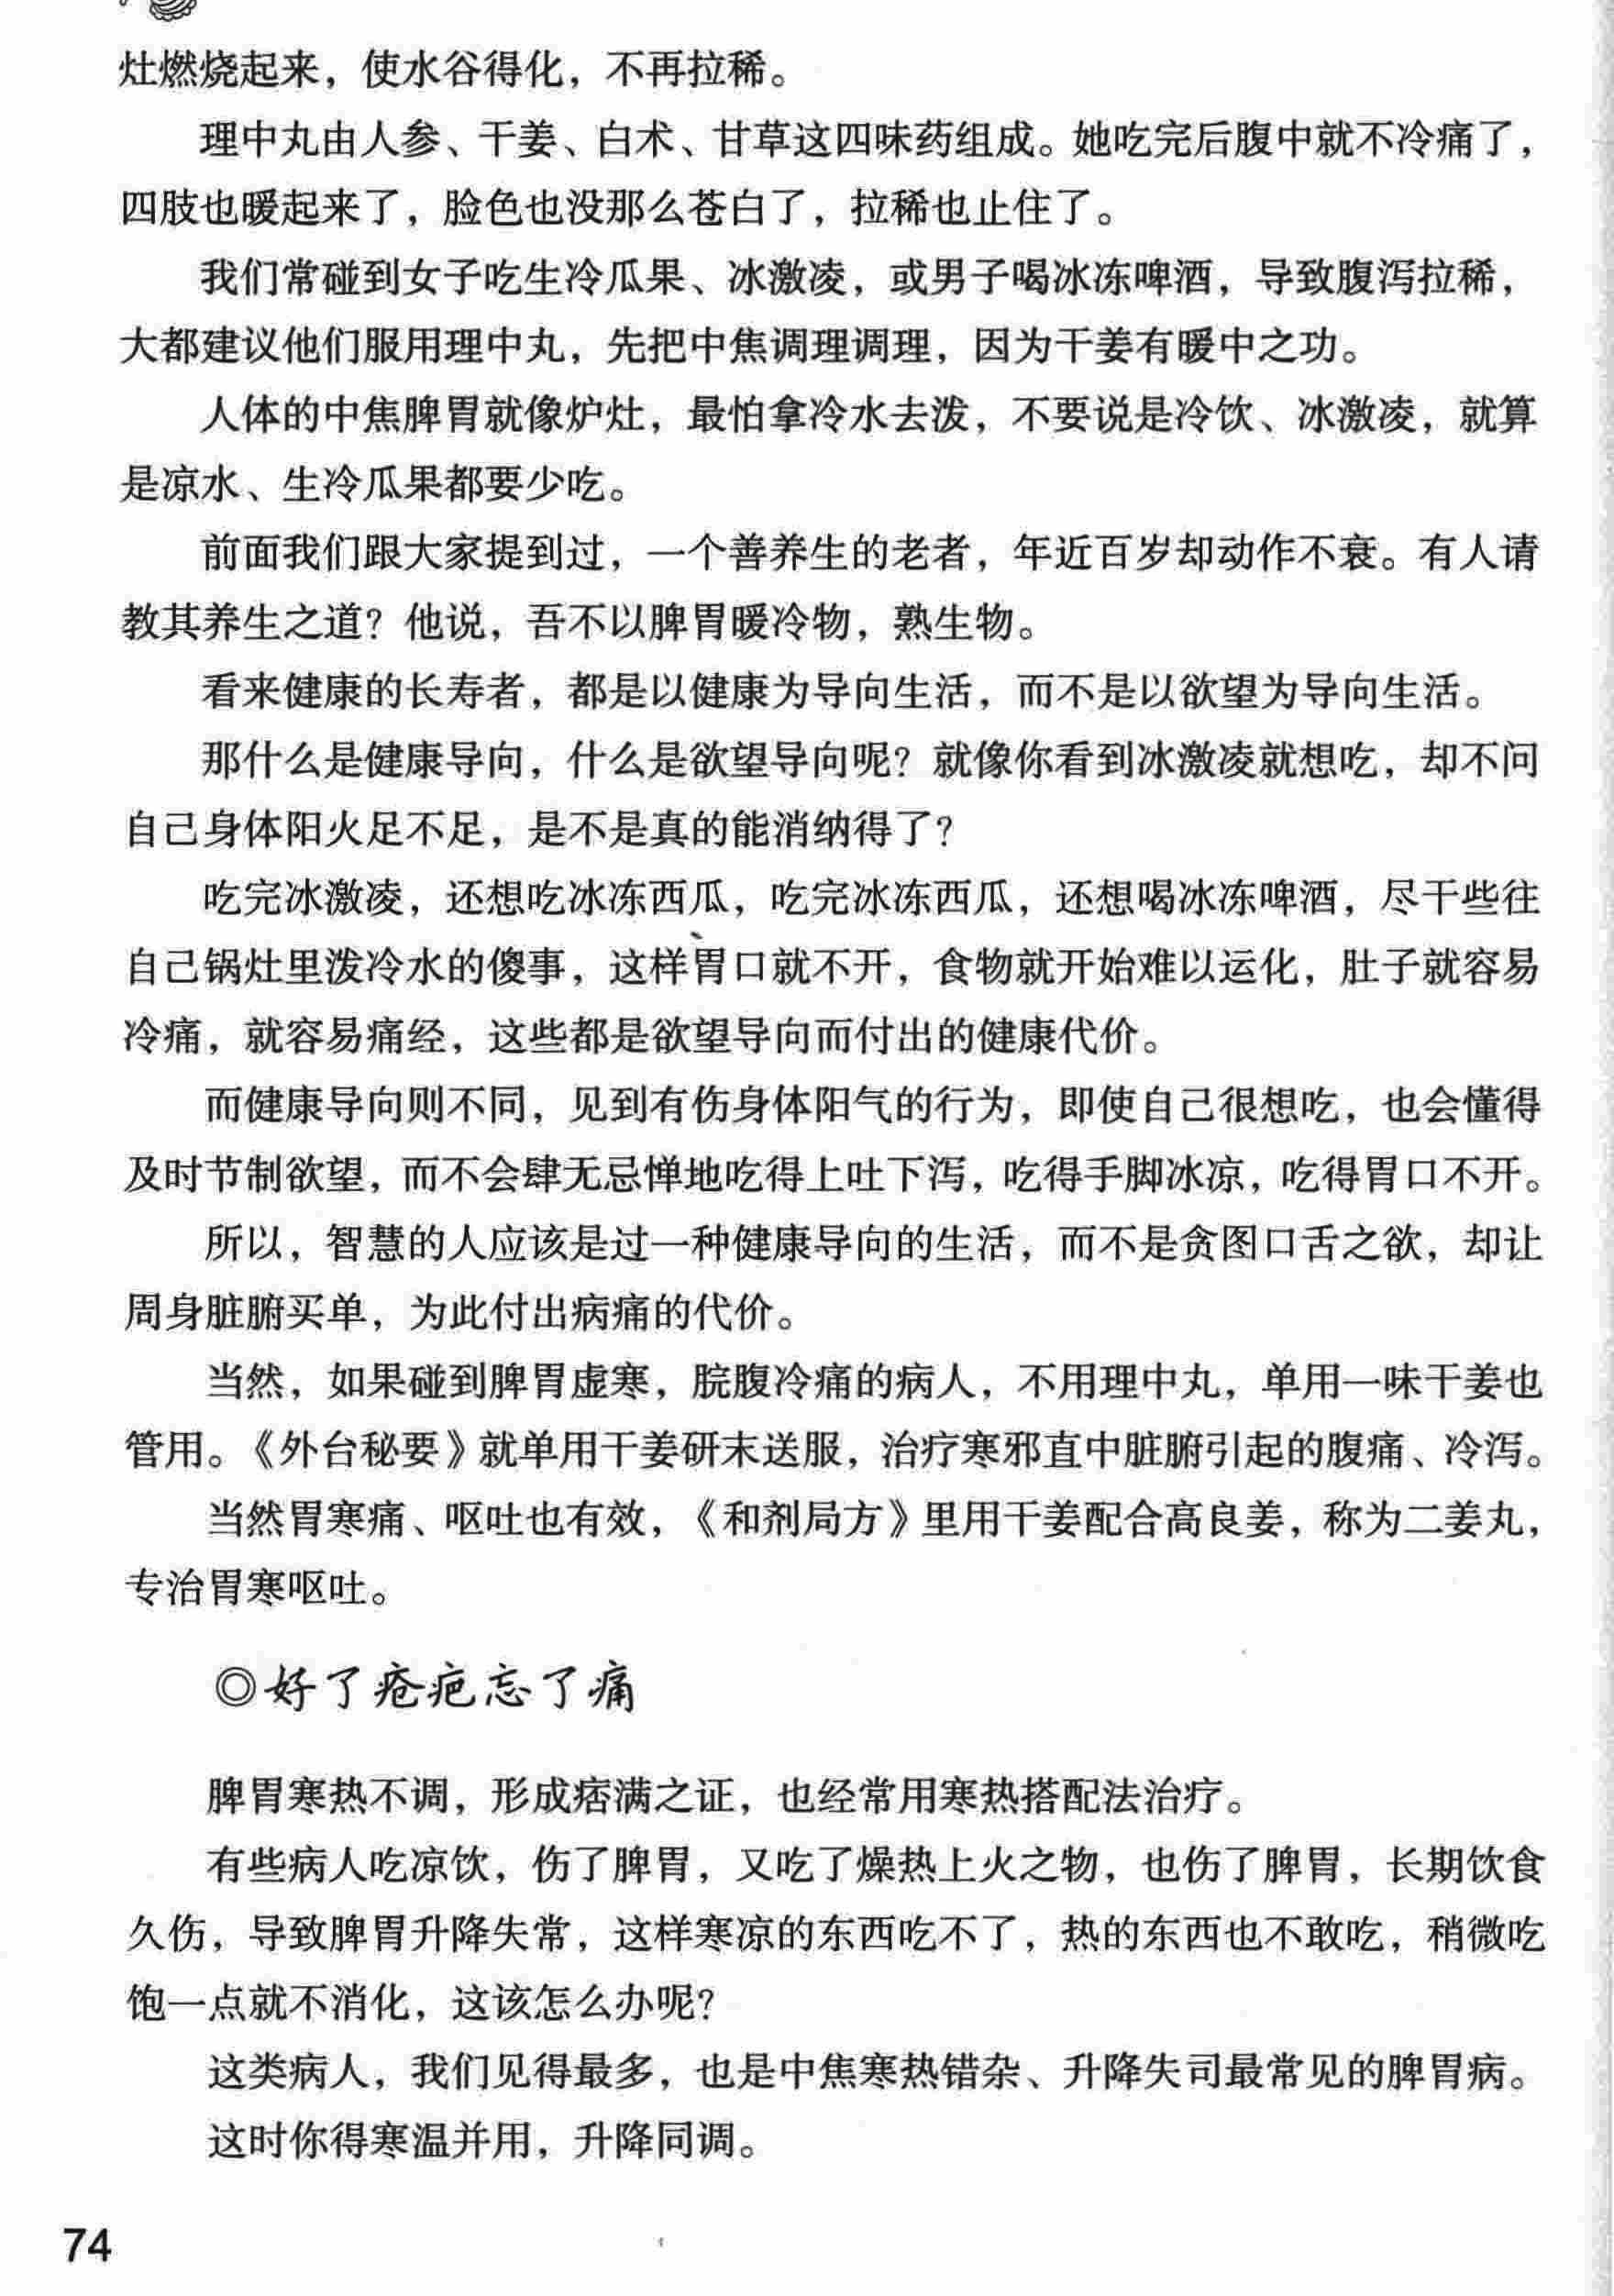 灶燃烧起来，使水谷得化，不再拉稀。
理中丸由人参、干姜、白术、甘草这四味药组成。她吃完后腹中就不冷痛了，
四肢也暖起来了，脸色也没那么苍白了，拉稀也止住了。
我们常碰到女子吃生冷瓜果、冰激凌，或男子喝冰冻啤酒，导致腹泻拉稀，
大都建议他们服用理中丸，先把中焦调理调理，因为干姜有暖中之功。
人体的中焦脾胃就像炉灶，最怕拿冷水去泼，不要说是冷饮、冰激凌，就算
是凉水、生冷瓜果都要少吃。
前面我们跟大家提到过，一个善养生的老者，年近百岁却动作不衰。有人请
教其养生之道？他说，吾不以脾胃暖冷物，熟生物。
看来健康的长寿者，都是以健康为导向生活，而不是以欲望为导向生活。
那什么是健康导向，什么是欲望导向呢？就像你看到冰激凌就想吃，却不问
自己身体阳火足不足，是不是真的能消纳得了？
吃完冰激凌，还想吃冰冻西瓜，吃完冰冻西瓜，还想喝冰冻啤酒，尽干些往
自己锅灶里泼冷水的傻事，这样胃口就不开，食物就开始难以运化，肚子就容易
冷痛，就容易痛经，这些都是欲望导向而付出的健康代价。
而健康导向则不同，见到有伤身体阳气的行为，即使自己很想吃，也会懂得
及时节制欲望，而不会肆无忌惮地吃得上吐下泻，吃得手脚冰凉，吃得胃口不开。
所以，智慧的人应该是过一种健康导向的生活，而不是贪图口舌之欲，却让
周身脏腑买单，为此付出病痛的代价。
当然，如果碰到脾胃虚寒，脘腹冷痛的病人，不用理中丸，单用一味干姜也
管用。《外台秘要》就单用干姜研末送服，治疗寒邪直中脏腑引起的腹痛、冷泻。
当然胃寒痛、呕吐也有效，《和剂局方》里用干姜配合高良姜，称为二姜丸，
专治胃寒呕吐。
◎好了疮疤忘了痛
脾胃寒热不调，形成痞满之证，也经常用寒热搭配法治疗。
有些病人吃凉饮，伤了脾胃，又吃了燥热上火之物，也伤了脾胃，长期饮食
久伤，导致脾胃升降失常，这样寒凉的东西吃不了，热的东西也不敢吃，稍微吃
饱一点就不消化，这该怎么办呢？
这类病人，我们见得最多，也是中焦寒热错杂、升降失司最常见的脾胃病。
这时你得寒温并用，升降同调。
74